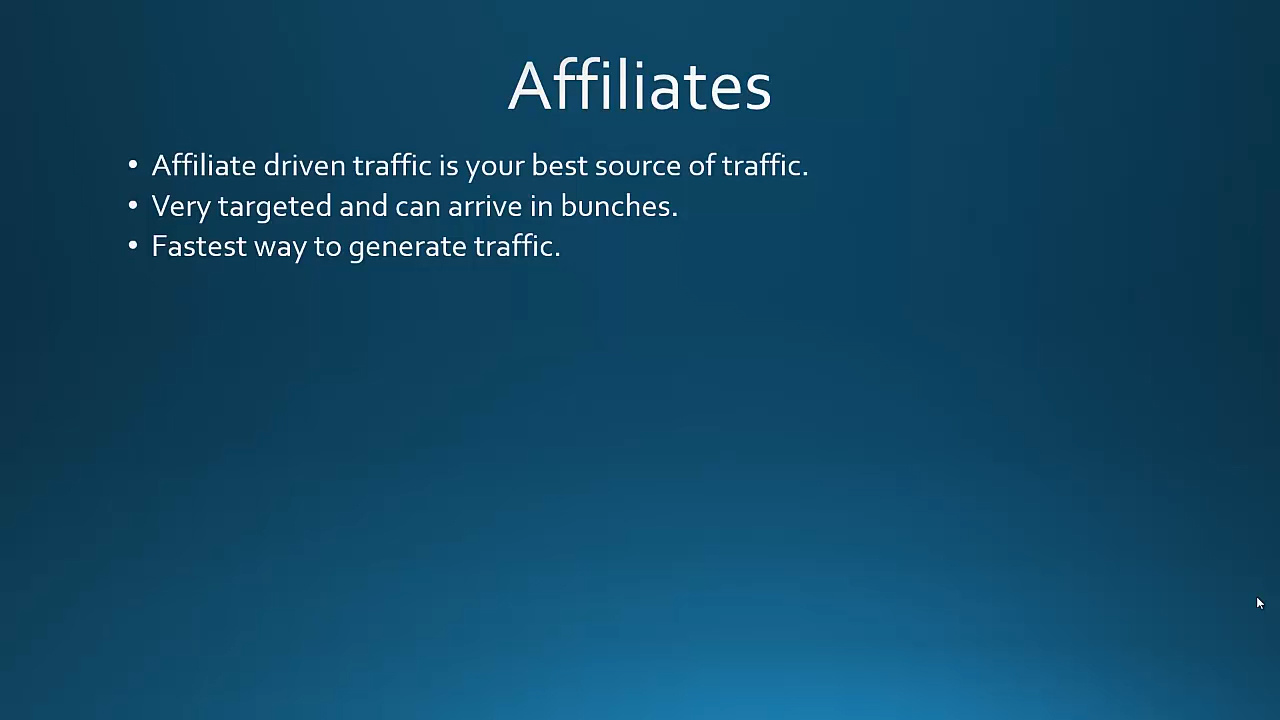 Affiliates
• Affiliate driven traffic is your best source of traffic.
• Very targeted and can arrive in bunches.
• Fastest way to generate traffic.